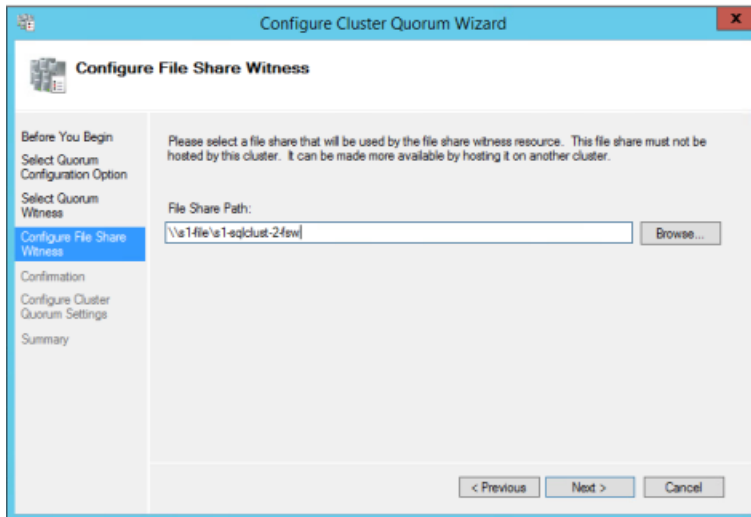 Configure Cluster Quorum Wizard
x
Configure File Share Witness
Before You Begin
Select Quorum
Configuration Option
Select Quorum
Witness
Configure File Share
Witness
Confirmation
Configure Cluster
Quorum Settings
Summary
Please select a file share that will be used by the file share witness resource. This file share must not be
hosted by this cluster. It can be made more available by hosting it on another cluster.
File Share Path:
\\s1-file\s1-sqlclust-2-fsw
Browse...
< Previous
Next >
Cancel